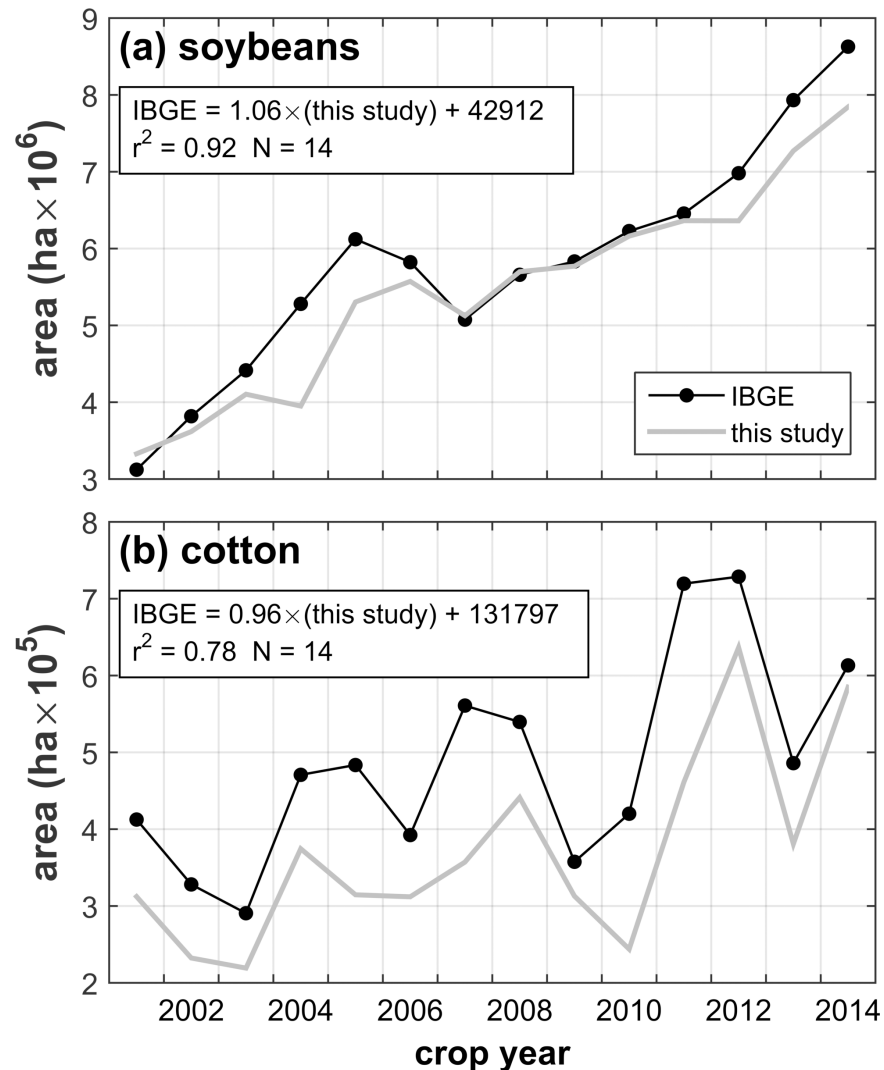 (a) soybeans
IBGE = 1.06×(this study) + 42912
r² = 0.92 N = 14
area (ha × 10⁶)
9
8
7
6
5
4
3
IBGE
this study
(b) cotton
IBGE = 0.96×(this study) + 131797
r² = 0.78 N = 14
area (ha × 10⁵)
8
7
6
5
4
3
2
2002 2004 2006 2008 2010 2012 2014
crop year